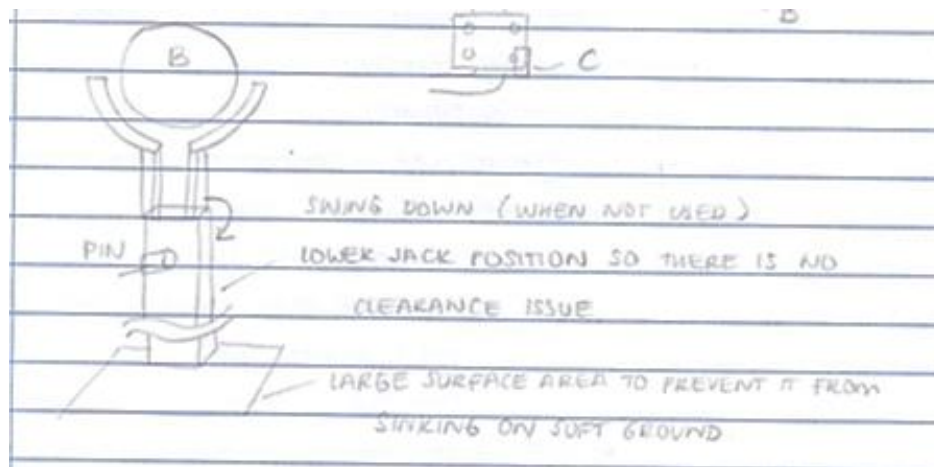 B
C
SWING DOWN (WHEN NOT USED)
PIN
LOWER JACK POSITION SO THERE IS NO
CLEARANCE ISSUE
LARGE SURFACE AREA TO PREVENT IT FROM
SINKING ON SOFT GROUND